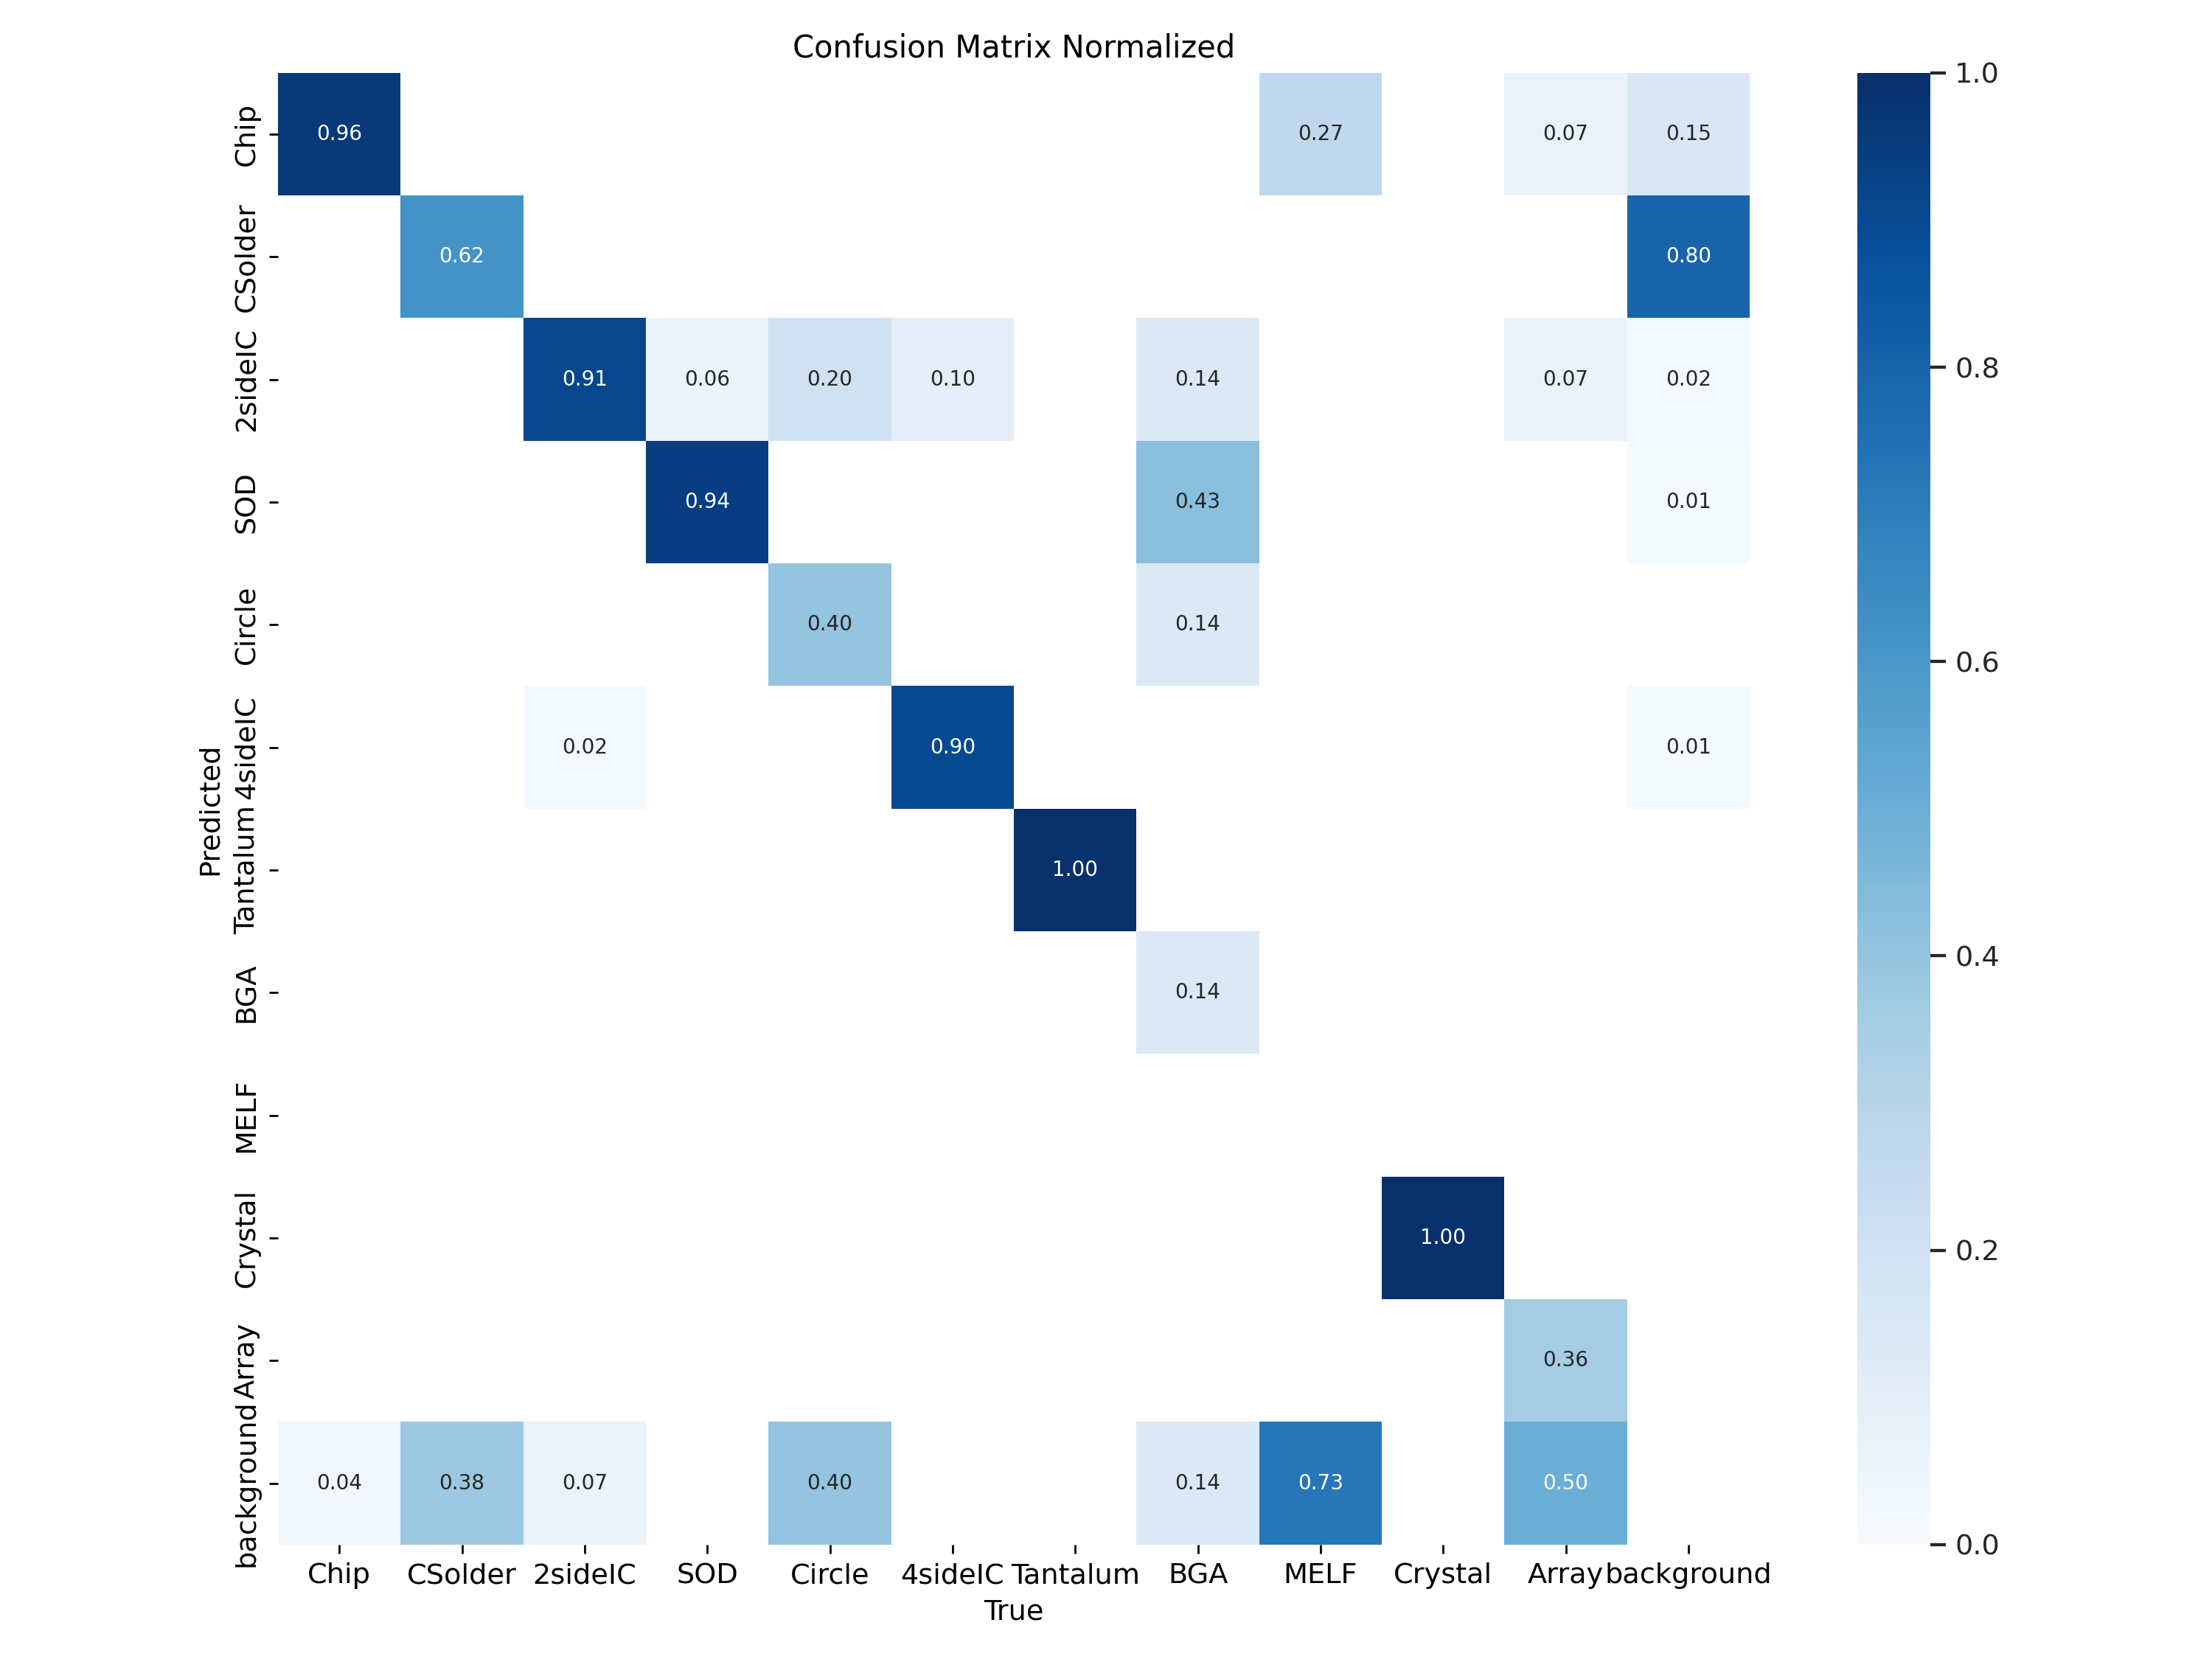 Confusion Matrix Normalized
Chip 0.96 0.27 0.07 0.15 1.0
CSolder 0.62 0.80
2sideIC 0.91 0.06 0.20 0.10 0.14 0.07 0.02 0.8
SOD 0.94 0.43 0.01
Circle 0.40 0.14 0.6
4sideIC 0.02 0.90 0.01
Predicted
Tantalum 1.00
BGA 0.14 0.4
MELF
Crystal 1.00 0.2
Array 0.36
background 0.04 0.38 0.07 0.40 0.14 0.73 0.50 0.0
Chip CSolder 2sideIC SOD Circle 4sideIC Tantalum BGA MELF Crystal Array background
True